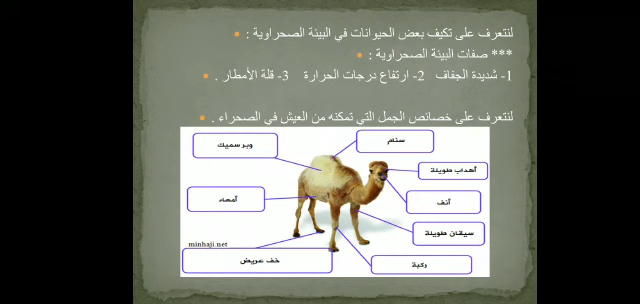 لنتعرف على تكيف بعض الحيوانات في البيئة الصحراوية :
*** صفات البيئة الصحراوية :
1- شديدة الجفاف 2- ارتفاع درجات الحرارة 3- قلة الأمطار .
لنتعرف على خصائص الجمل التي تمكنه من العيش في الصحراء .
سنام
وبر سميك
أهداب طويلة
أنف
أمعاء
سيقان طويلة
minhaji.net
خف عريض
ركبة